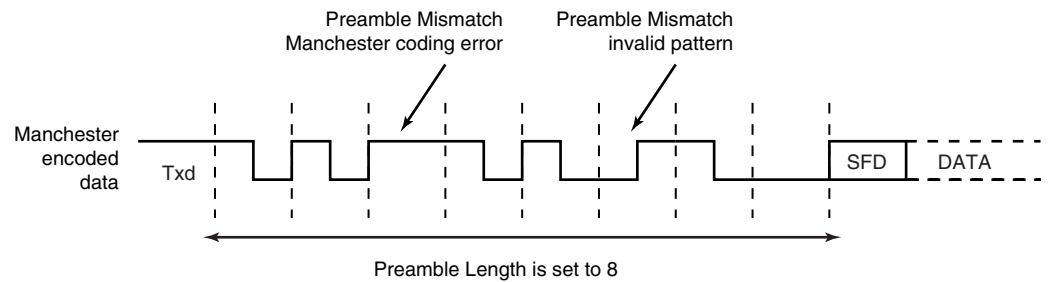 Preamble Mismatch
Manchester coding error
Preamble Mismatch
invalid pattern
Manchester
encoded
data
Txd
SFD
DATA
Preamble Length is set to 8